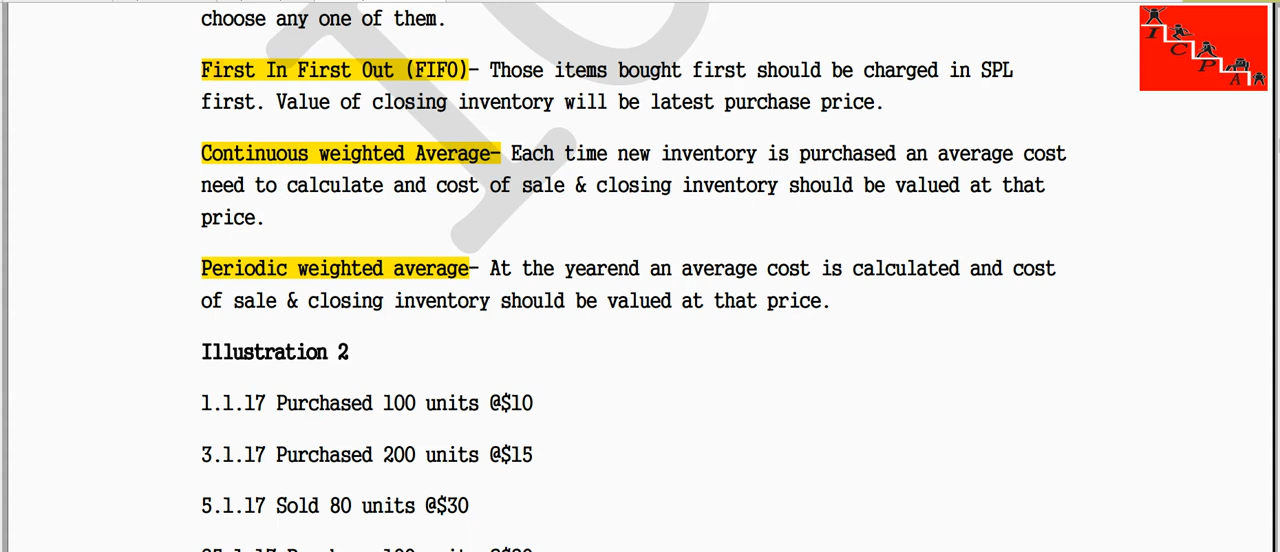 choose any one of them.
First In First Out (FIFO)- Those items bought first should be charged in SPL
first. Value of closing inventory will be latest purchase price.
Continuous weighted Average- Each time new inventory is purchased an average cost
need to calculate and cost of sale & closing inventory should be valued at that
price.
Periodic weighted average- At the yearend an average cost is calculated and cost
of sale & closing inventory should be valued at that price.
Illustration 2
1.1.17 Purchased 100 units @$10
3.1.17 Purchased 200 units @$15
5.1.17 Sold 80 units @$30
I C P A